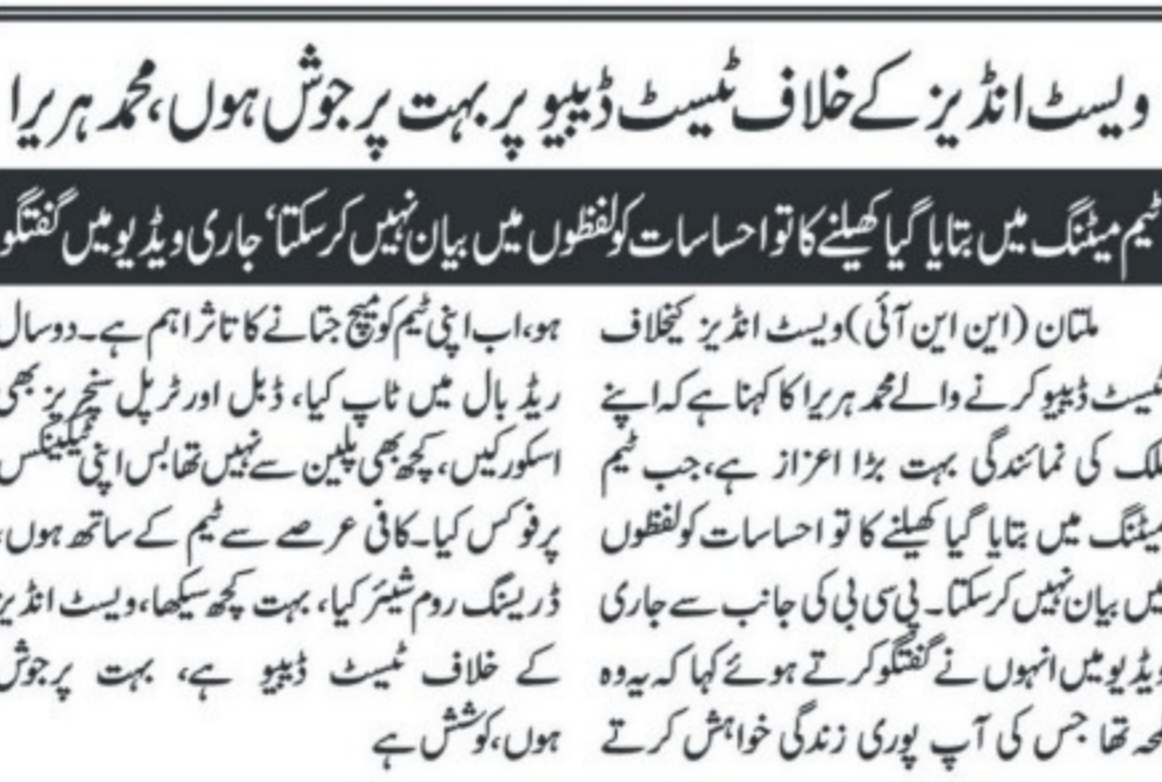 ویسٹ انڈیز کے خلاف ٹیسٹ ڈیبیو پر بہت پر جوش ہوں، محمد ہریرا
ٹیم میٹنگ میں بتایا گیا کھیلنے کا تو احساسات کو لفظوں میں بیان نہیں کر سکتا‘ جاری ویڈیو میں گفتگو
ملتان (این این آئی) ویسٹ انڈیز کیخلاف
ٹیسٹ ڈیبیو کرنے والے محمد ہریرا کا کہنا ہے کہ اپنے
ملک کی نمائندگی بہت بڑا اعزاز ہے، جب ٹیم
میٹنگ میں بتایا گیا کھیلنے کا تو احساسات کو لفظوں
میں بیان نہیں کر سکتا۔ پی سی بی کی جانب سے جاری
ویڈیو میں انہوں نے گفتگو کرتے ہوئے کہا کہ یہ وہ
لمحہ تھا جس کی آپ پوری زندگی خواہش کرتے
ہو، اب اپنی ٹیم کو میچ جتانے کا تاثر اہم ہے۔ دو سال
ریڈ بال میں ٹاپ کیا، ڈبل اور ٹرپل سنچریز بھی
اسکور کیں، کچھ بھی پلین سے نہیں تھا بس اپنی ٹیکنیکس
پر فوکس کیا۔ کافی عرصے سے ٹیم کے ساتھ ہوں،
ڈریسنگ روم شیئر کیا، بہت کچھ سیکھا، ویسٹ انڈیز
کے خلاف ٹیسٹ ڈیبیو ہے، بہت پرجوش
ہوں، کوشش ہے